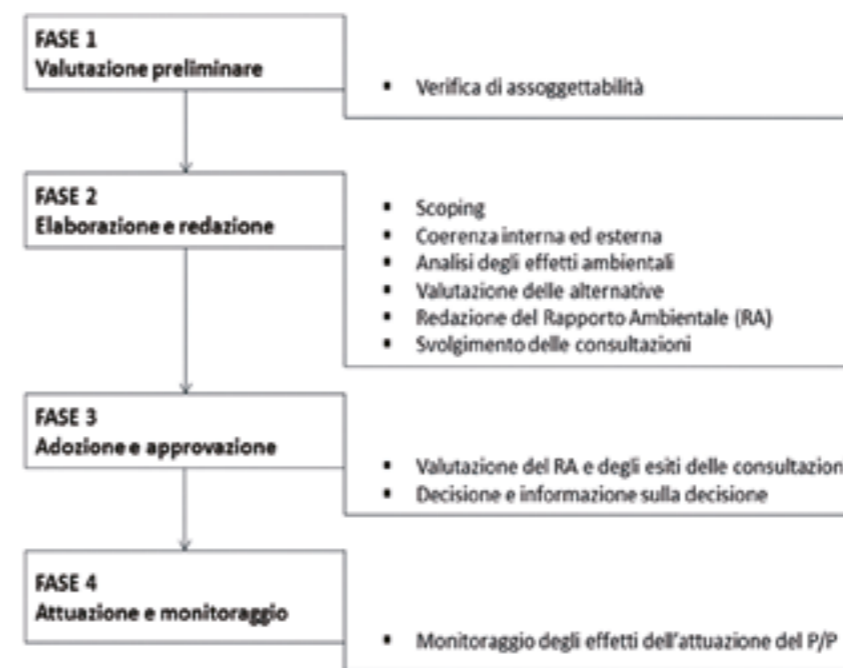 FASE 1
Valutazione preliminare
▪ Verifica di assoggettabilità
FASE 2
Elaborazione e redazione
▪ Scoping
▪ Coerenza interna ed esterna
▪ Analisi degli effetti ambientali
▪ Valutazione delle alternative
▪ Redazione del Rapporto Ambientale (RA)
▪ Svolgimento delle consultazioni
FASE 3
Adozione e approvazione
▪ Valutazione del RA e degli esiti delle consultazion
▪ Decisione e informazione sulla decisione
FASE 4
Attuazione e monitoraggio
▪ Monitoraggio degli effetti dell'attuazione del P/P